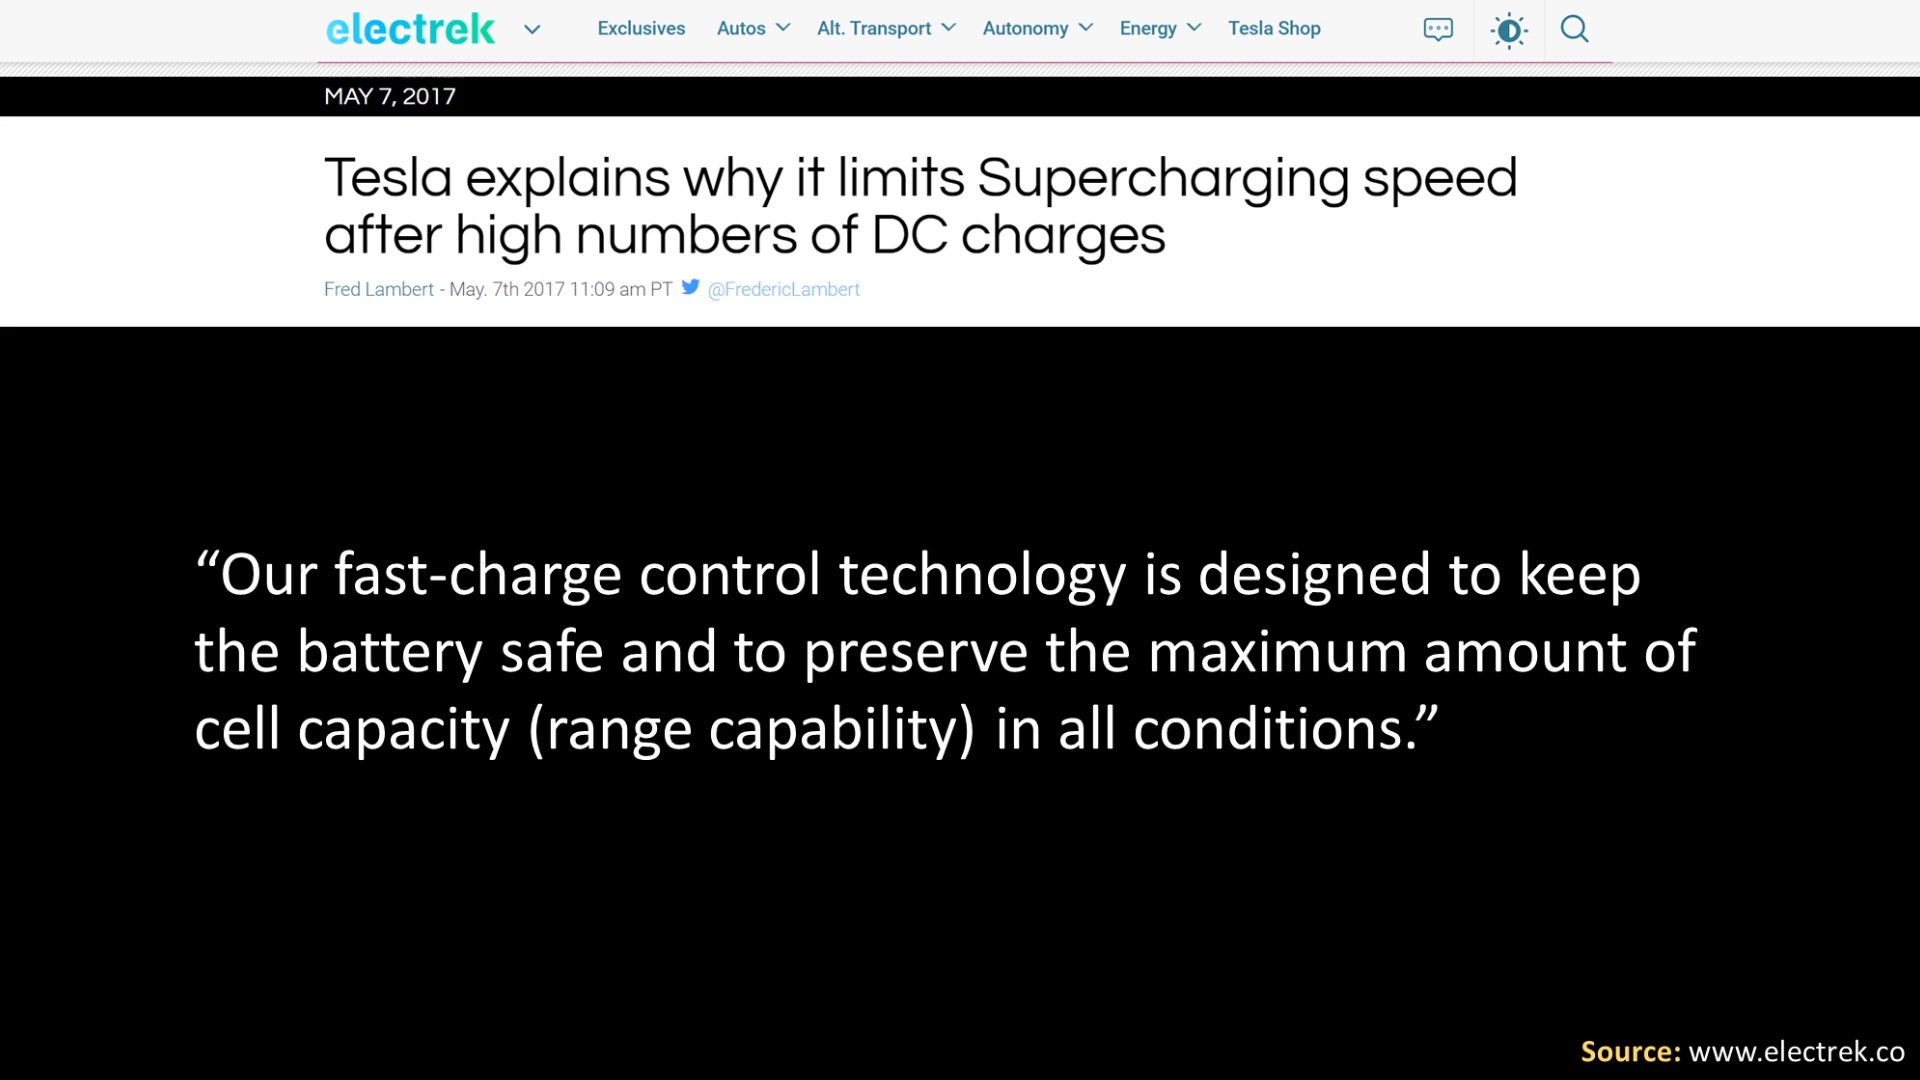 electrek Exclusives Autos Alt. Transport Autonomy Energy Tesla Shop
MAY 7, 2017
Tesla explains why it limits Supercharging speed
after high numbers of DC charges
Fred Lambert - May. 7th 2017 11:09 am PT @FredericLambert
“Our fast-charge control technology is designed to keep
the battery safe and to preserve the maximum amount of
cell capacity (range capability) in all conditions.”
Source: www.electrek.co